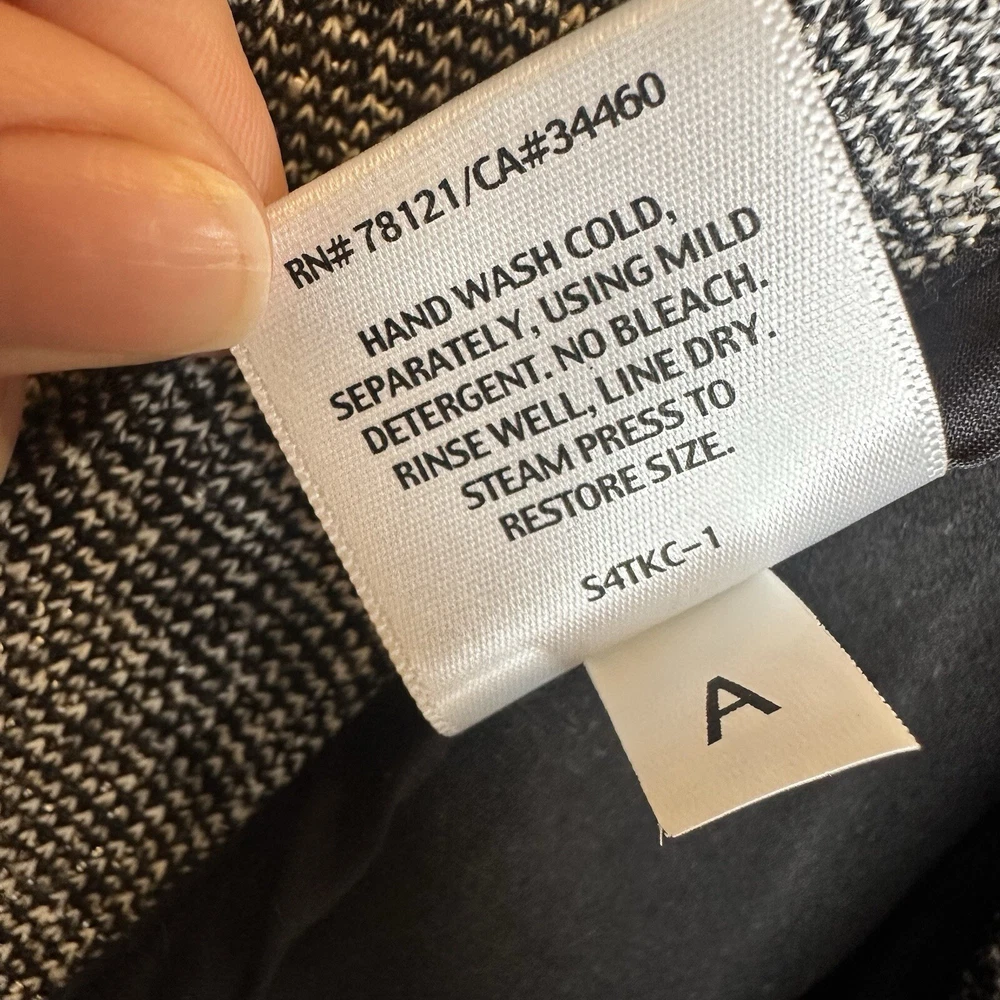 RN# 78121/CA#34460
HAND WASH COLD,
SEPARATELY, USING MILD
DETERGENT. NO BLEACH.
RINSE WELL, LINE DRY.
STEAM PRESS TO
RESTORE SIZE.
S4TKC-1
A